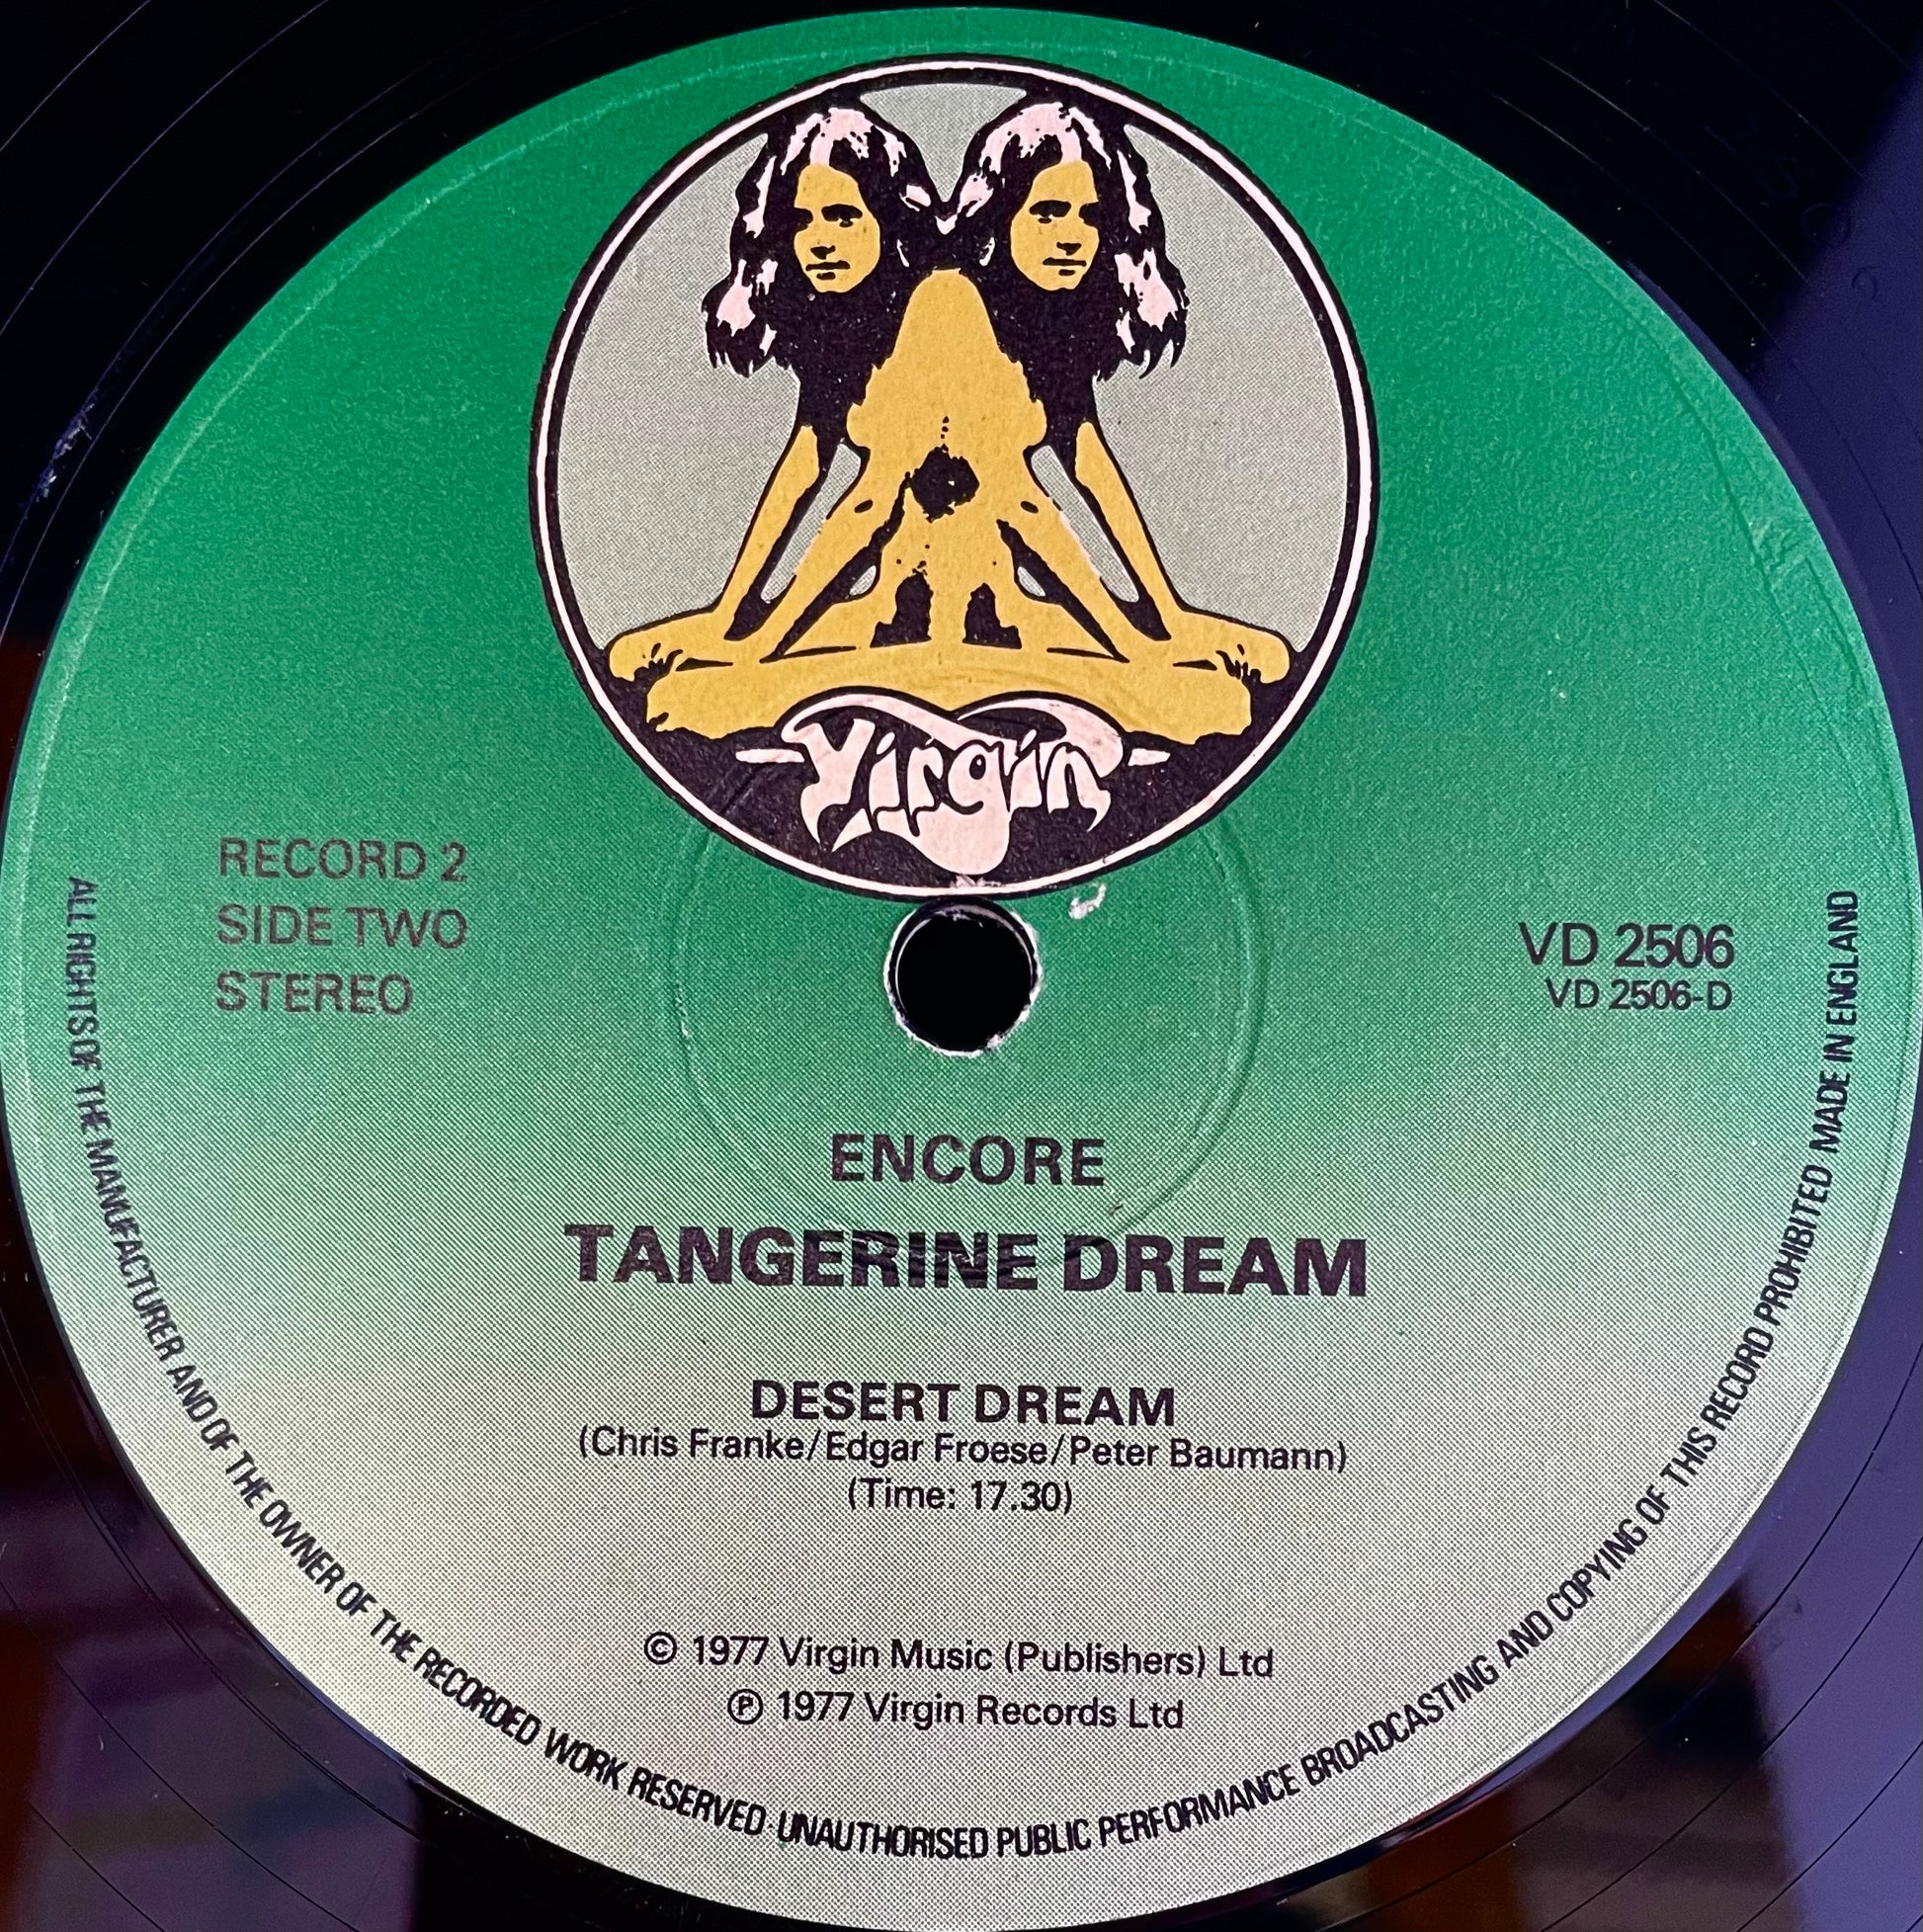 Virgin
RECORD 2
SIDE TWO
STEREO
VD 2506
VD 2506-D
ENCORE
TANGERINE DREAM
DESERT DREAM
(Chris Franke/Edgar Froese/Peter Baumann)
(Time: 17.30)
© 1977 Virgin Music (Publishers) Ltd
℗ 1977 Virgin Records Ltd
ALL RIGHTS OF THE MANUFACTURER AND OF THE OWNER OF THE RECORDED WORK RESERVED UNAUTHORISED PUBLIC PERFORMANCE BROADCASTING AND COPYING OF THIS RECORD PROHIBITED MADE IN ENGLAND